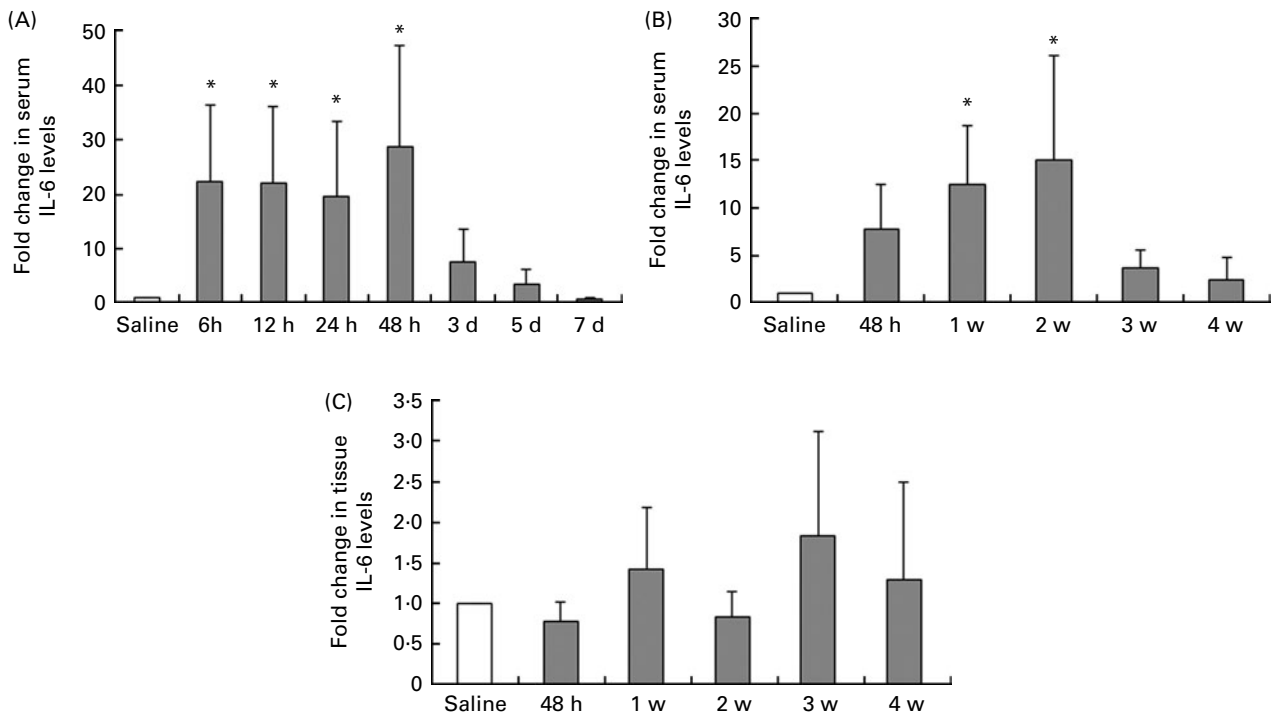 (A)
Fold change in serum
IL-6 levels
50
40
30
20
10
0
* * * *
Saline 6h 12 h 24 h 48 h 3 d 5 d 7 d
(B)
Fold change in serum
IL-6 levels
30
25
20
15
10
5
0
* *
Saline 48 h 1 w 2 w 3 w 4 w
(C)
Fold change in tissue
IL-6 levels
3·5
3·0
2·5
2·0
1·5
1·0
0·5
0
Saline 48 h 1 w 2 w 3 w 4 w